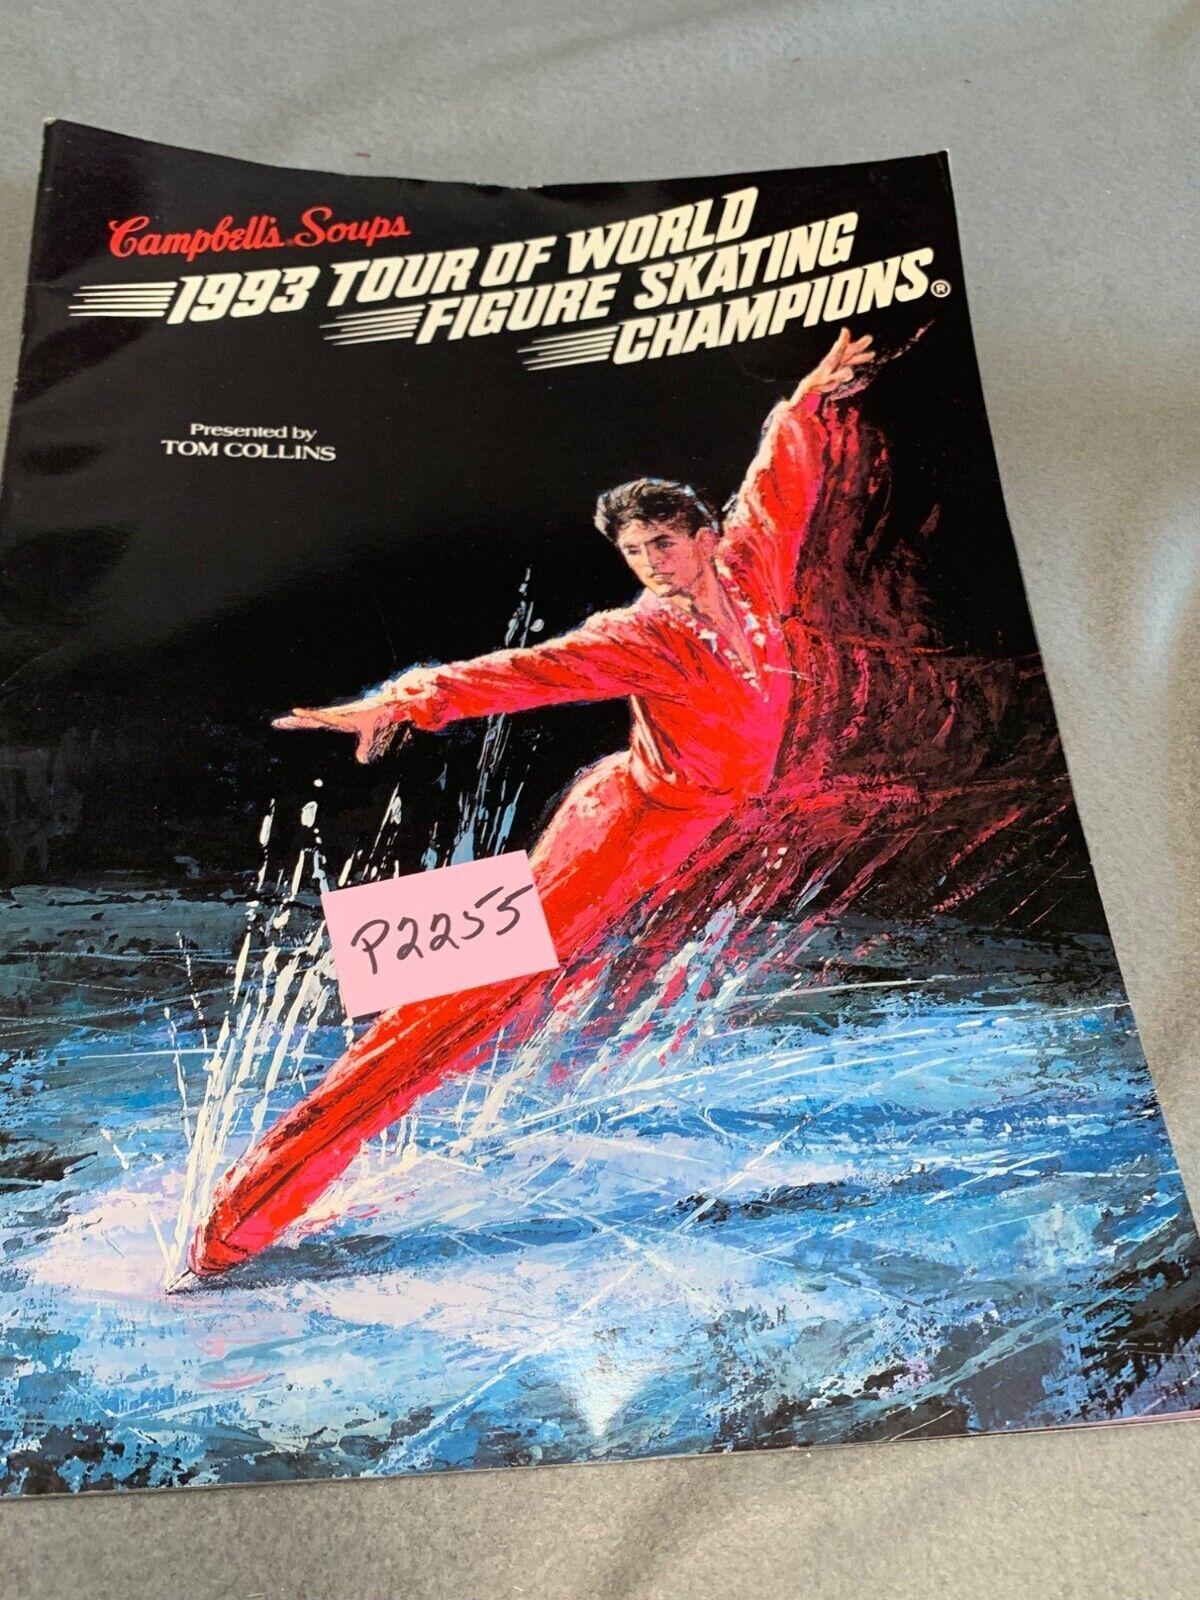 Campbell's Soups
1993 TOUR OF WORLD
FIGURE SKATING
CHAMPIONS®
Presented by
TOM COLLINS
P2255